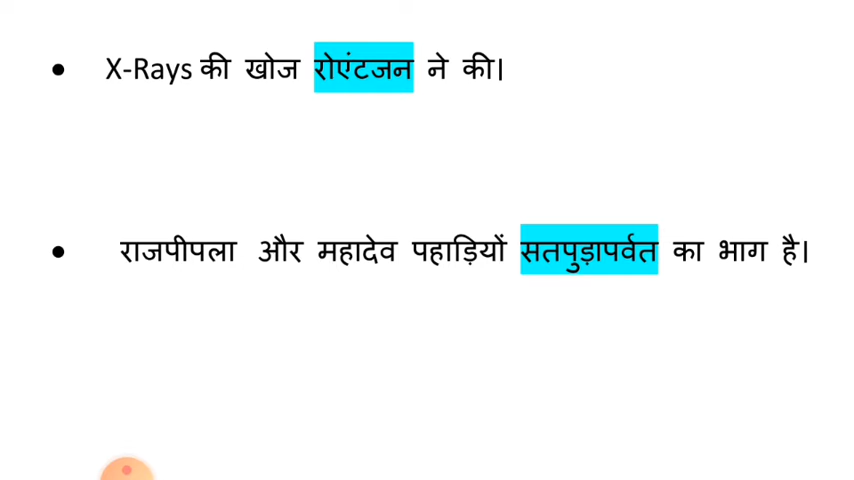 X-Rays की खोज रोएंटजन ने की।
राजपीपला और महादेव पहाड़ियों सतपुड़ापर्वत का भाग है।